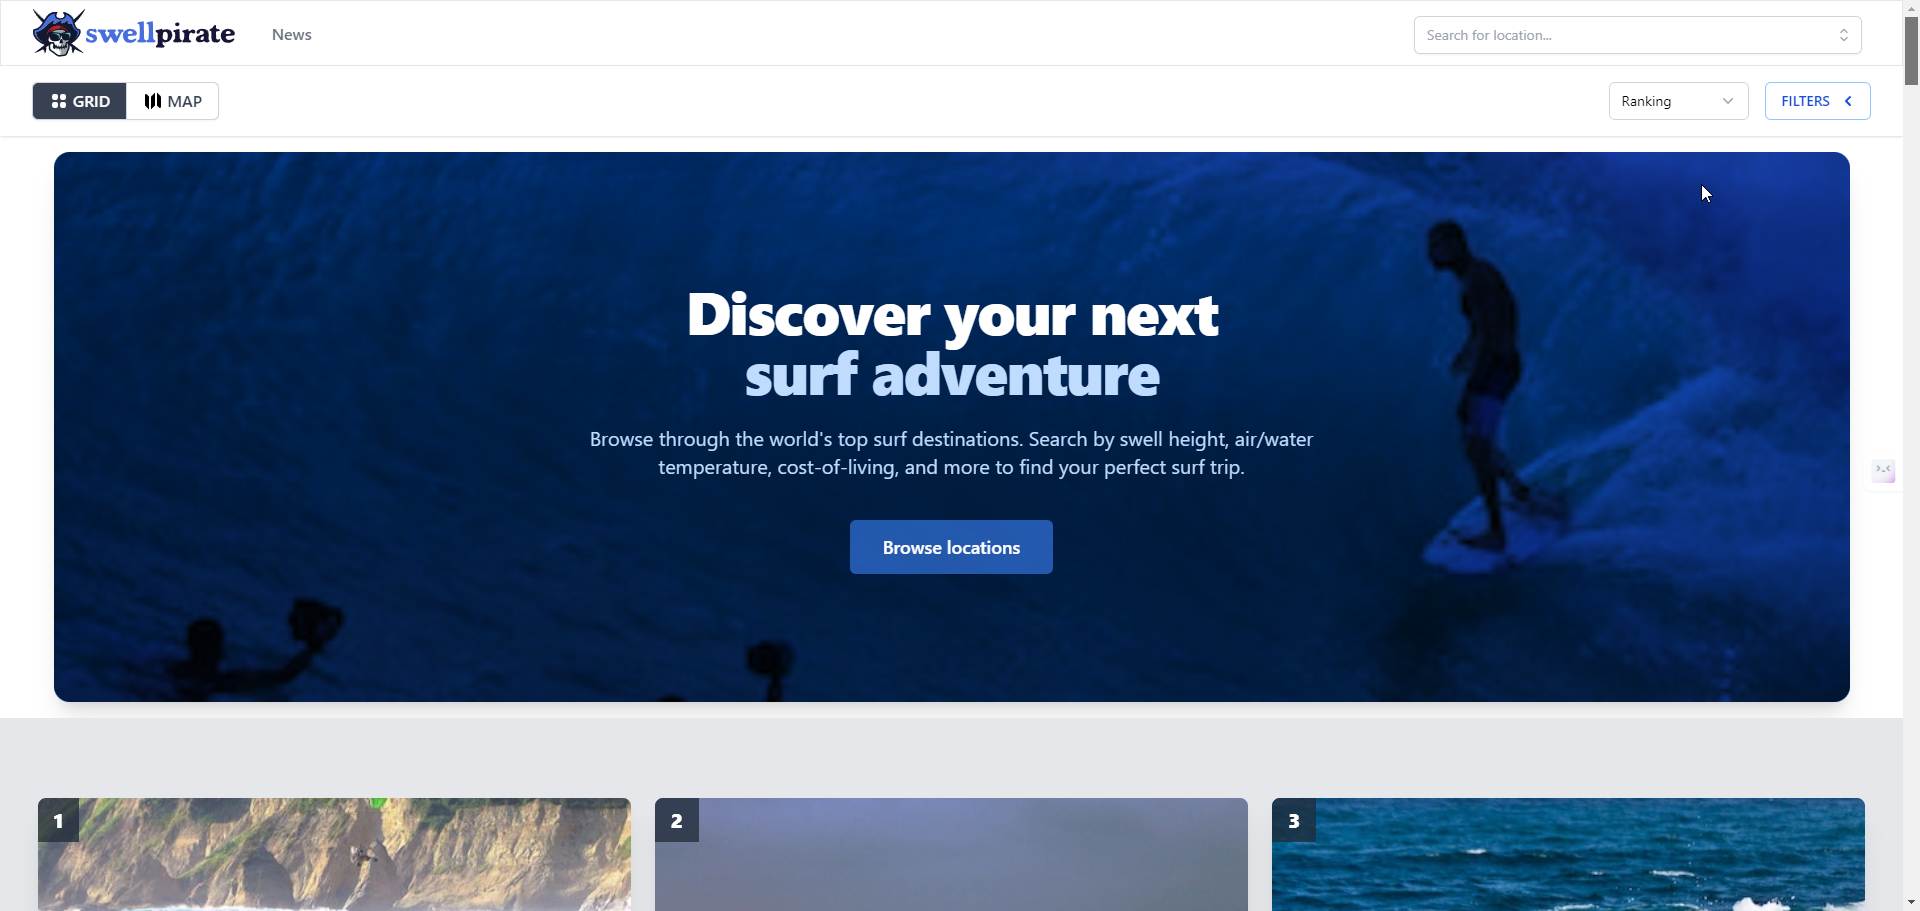 swellpirate
News
Search for location...
GRID
MAP
Ranking
FILTERS
Discover your next
surf adventure
Browse through the world's top surf destinations. Search by swell height, air/water
temperature, cost-of-living, and more to find your perfect surf trip.
Browse locations
1
2
3